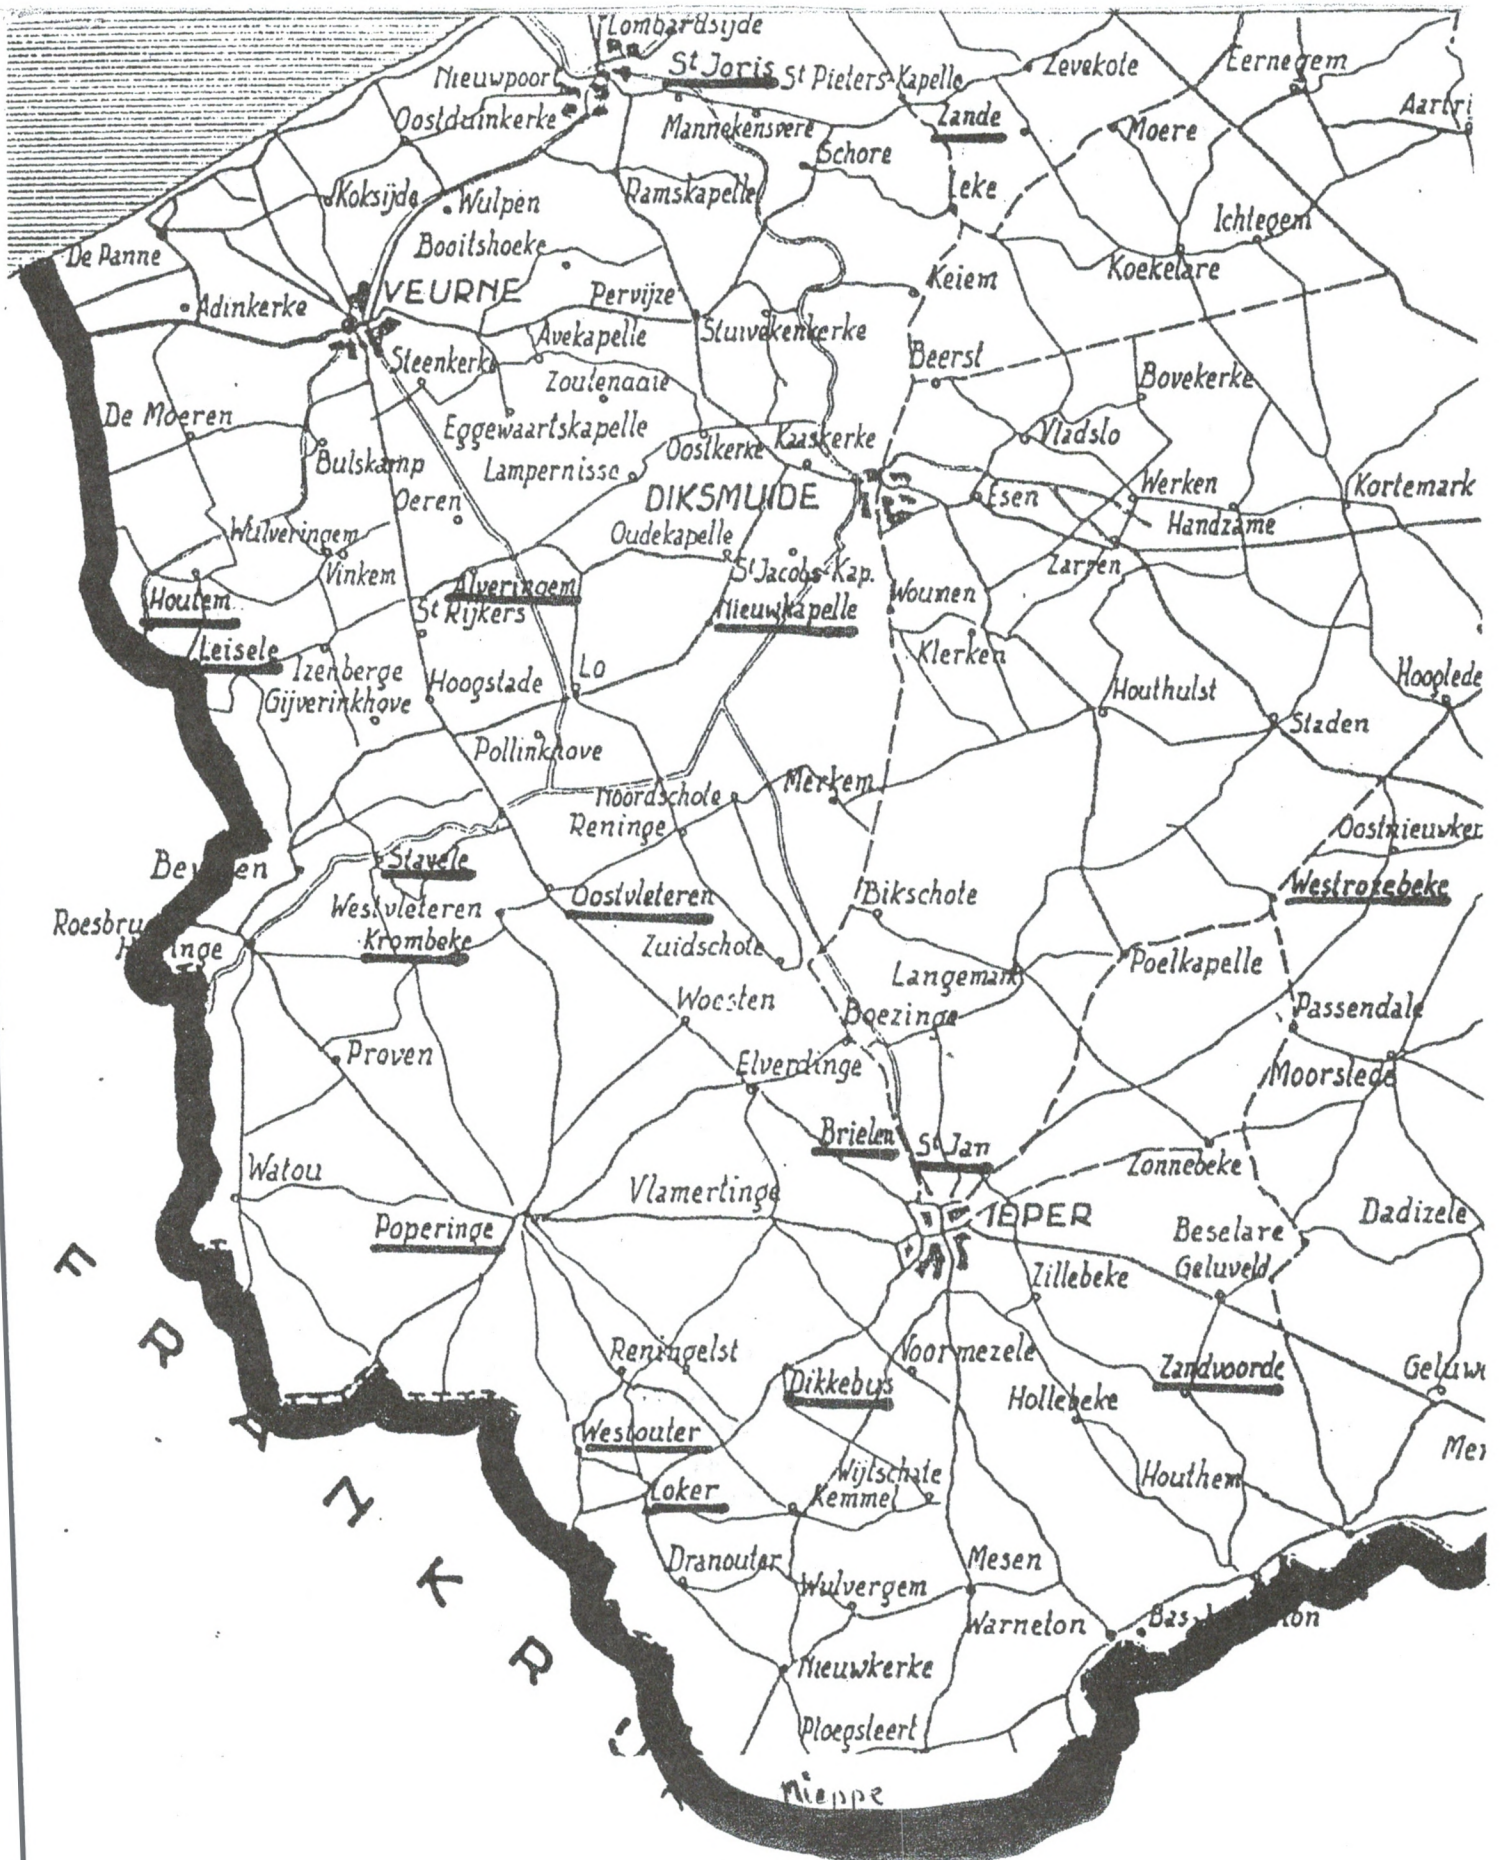 Lombardsijde
Nieuwpoort
St Joris
St Pieters-Kapelle
Zevekote
Eernegem
Oostduinkerke
Mannekensvere
Zande
Moere
Aartri
Schore
Koksijde
Wulpen
Ramskapelle
Leke
Ichtegem
De Panne
Booitshoeke
Koekelare
Adinkerke
VEURNE
Pervijze
Keiem
Avekapelle
Stuivekenkerke
Steenkerke
Beerst
Zoutenaaie
Bovekerke
De Moeren
Eggewaartskapelle
Oostkerke
Kaaskerke
Vladslo
Bulskamp
Lampernisse
Oeren
DIKSMUIDE
Esen
Werken
Kortemark
Wulveringem
Oudekapelle
Handzame
Vinkem
Alveringem
St Jacobs-Kap.
Zarren
Houtem
St Rijkers
Nieuwkapelle
Woumen
Leisele
Izenberge
Lo
Klerken
Gijverinkhove
Hoogstade
Houthulst
Hooglede
Staden
Pollinkhove
Noordschote
Merkem
Reninge
Oostnieuwker
Stavele
Westvleteren
Oostvleteren
Bikschote
Westrozebeke
Krombeke
Zuidschote
Langemark
Poelkapelle
Woesten
Boezinge
Passendale
Proven
Elverdinge
Moorslede
Brielen
St Jan
Zonnebeke
Watou
Vlamertinge
Poperinge
IEPER
Beselare
Dadizele
Zillebeke
Geluveld
Reningelst
Voormezele
Dikkebus
Zandvoorde
Geluw
Hollebeke
Westouter
Mer
Wijtschate
Houthem
Loker
Kemmel
Dranouter
Mesen
Wulvergem
Warneton
Nieuwkerke
Ploegsteert
Mieppe